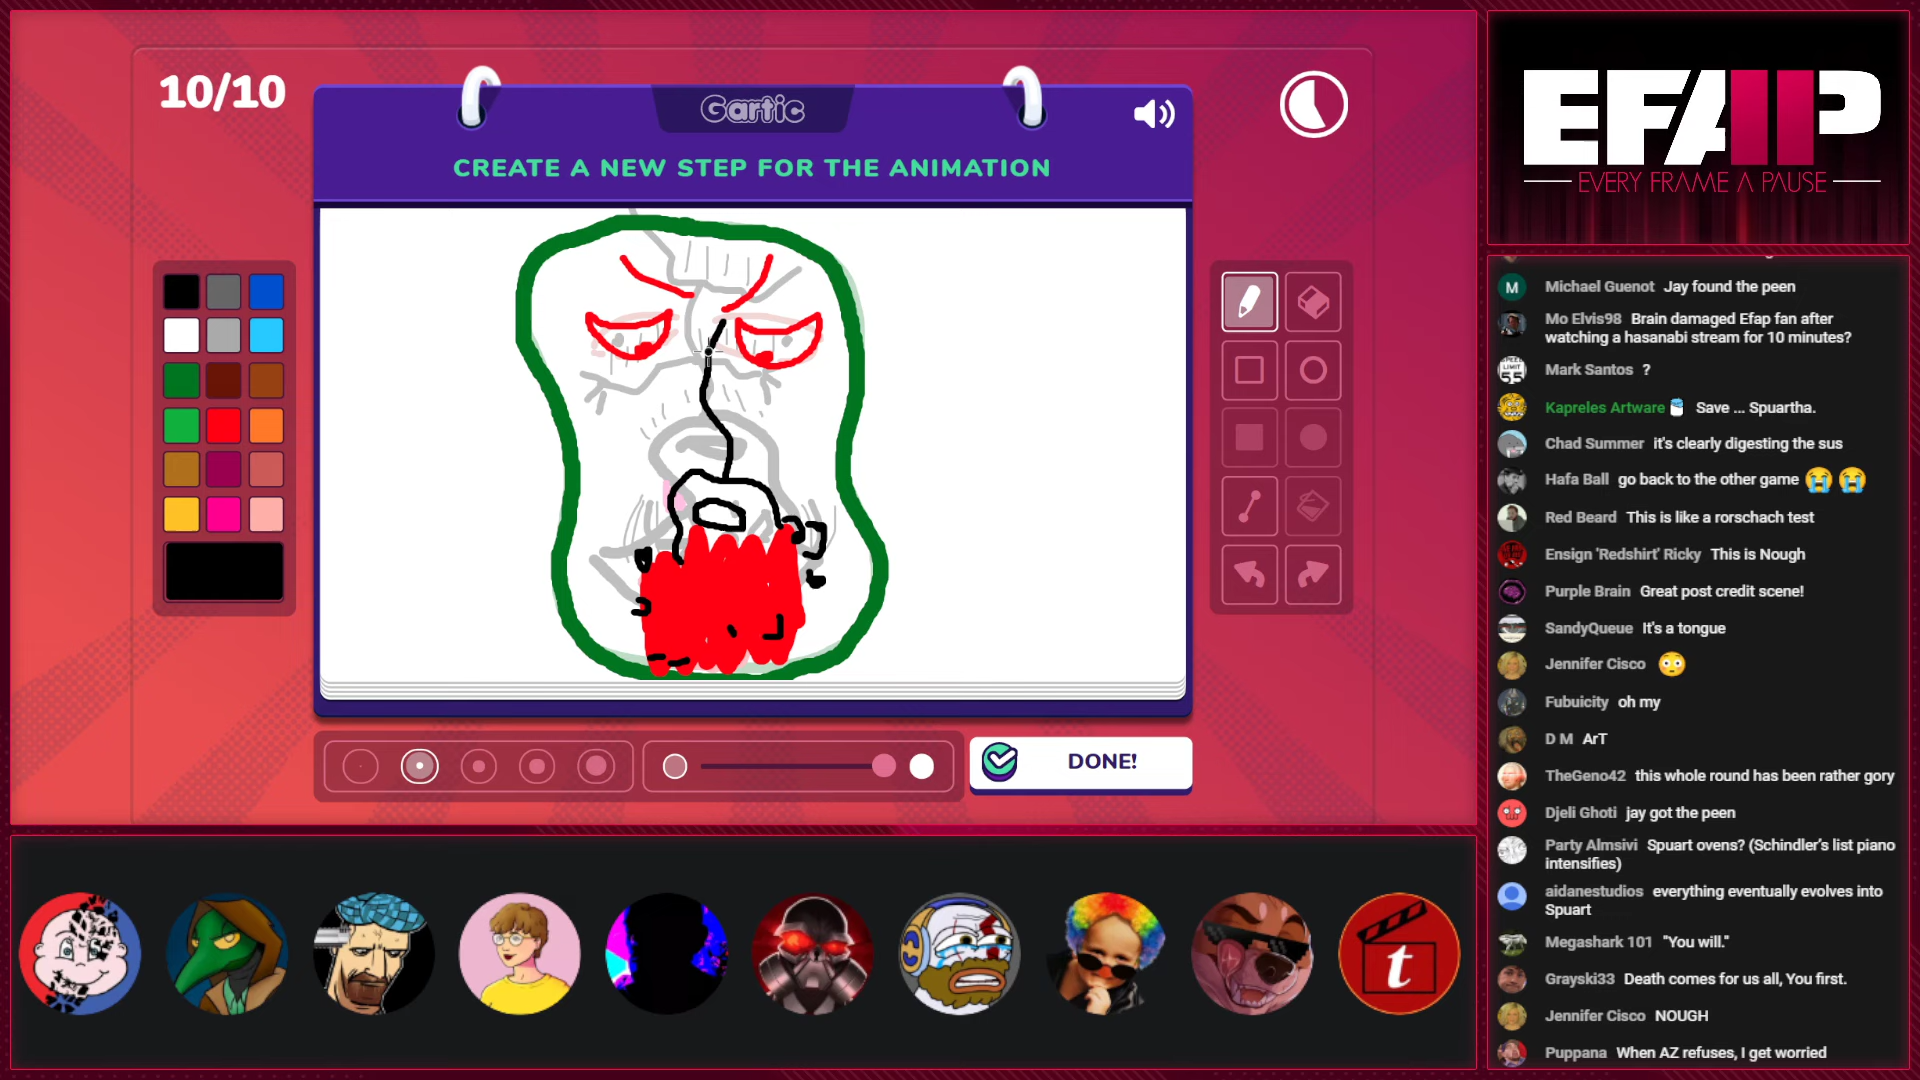 10/10
Gartic
CREATE A NEW STEP FOR THE ANIMATION
DONE!
EFAP
EVERY FRAME A PAUSE
M
Michael Guenot Jay found the peen
Mo Elvis98 Brain damaged Efap fan after
watching a hasanabi stream for 10 minutes?
SPEED LIMIT 55
Mark Santos ?
Kapreles Artware Save ... Spuartha.
Chad Summer it's clearly digesting the sus
Hafa Ball go back to the other game 😭 😭
Red Beard This is like a rorschach test
Ensign 'Redshirt' Ricky This is Nough
Purple Brain Great post credit scene!
SandyQueue It's a tongue
Jennifer Cisco 😳
Fubuicity oh my
D M ArT
TheGeno42 this whole round has been rather gory
Djeli Ghoti jay got the peen
Party Almsivi Spuart ovens? (Schindler's list piano
intensifies)
aidanestudios everything eventually evolves into
Spuart
Megashark 101 "You will."
Grayski33 Death comes for us all, You first.
Jennifer Cisco NOUGH
Puppana When AZ refuses, I get worried
t